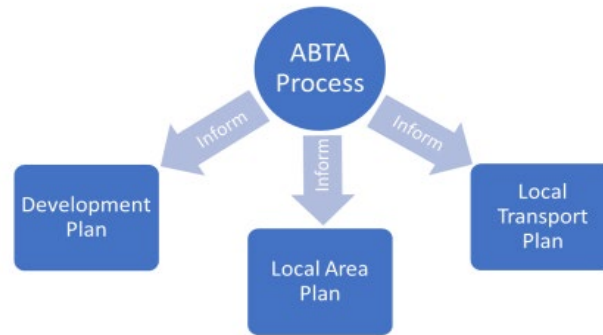 ABTA
Process
Inform
Inform
Inform
Development
Plan
Local Area
Plan
Local
Transport
Plan